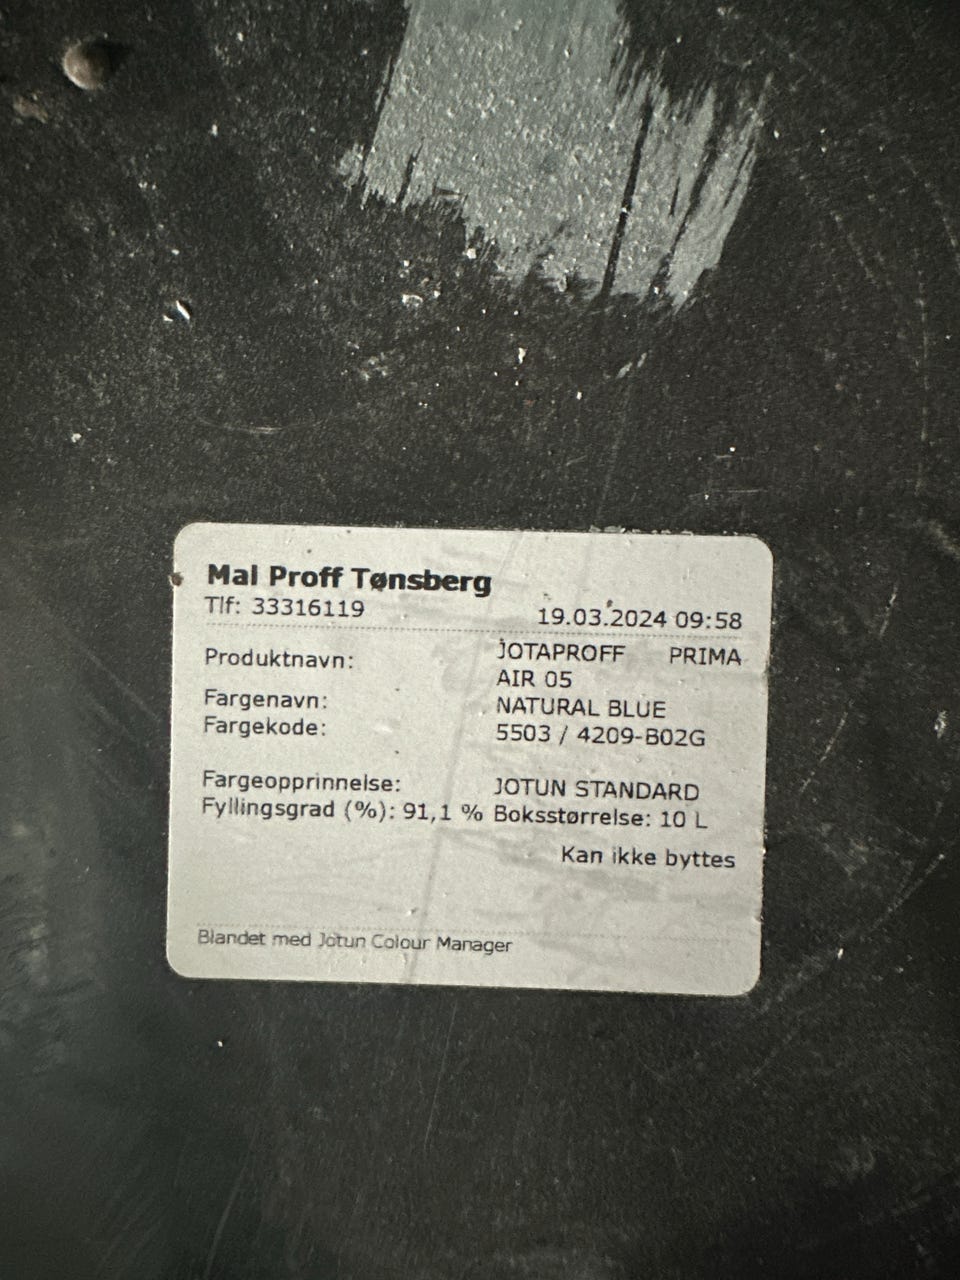 Mal Proff Tønsberg
Tlf: 33316119 19.03.2024 09:58
Produktnavn: JOTAPROFF PRIMA
AIR 05
Fargenavn: NATURAL BLUE
Fargekode: 5503 / 4209-B02G
Fargeopprinnelse: JOTUN STANDARD
Fyllingsgrad (%): 91,1 % Boksstørrelse: 10 L
Kan ikke byttes
Blandet med Jotun Colour Manager